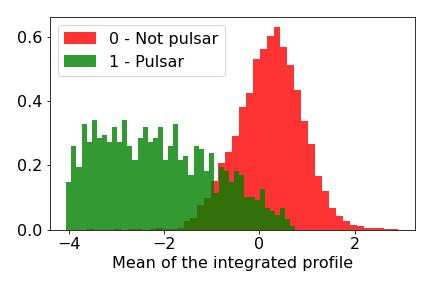 0 - Not pulsar
1 - Pulsar
0.6
0.4
0.2
0.0
−4 −2 0 2
Mean of the integrated profile